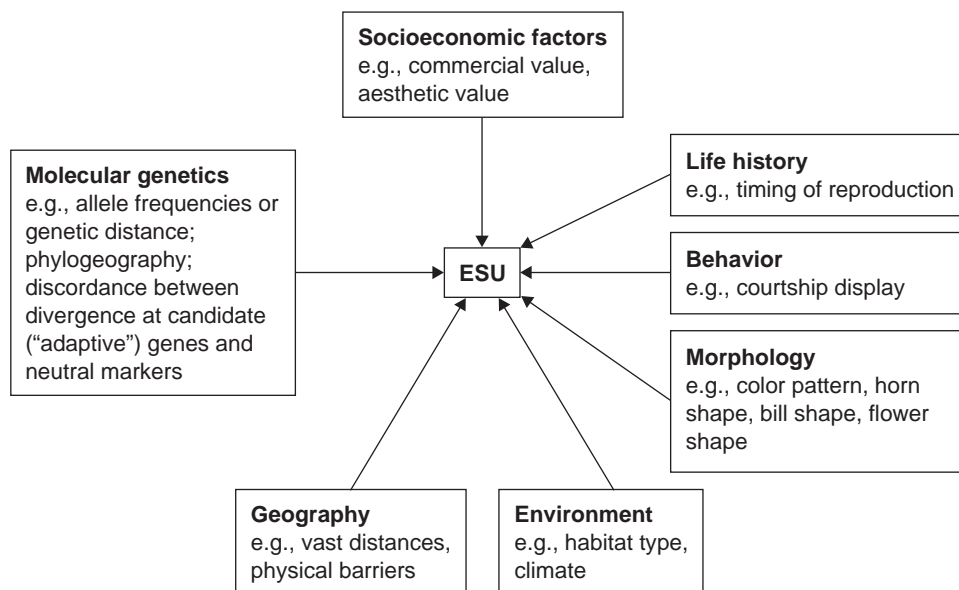 Socioeconomic factors
e.g., commercial value,
aesthetic value
Molecular genetics
e.g., allele frequencies or
genetic distance;
phylogeography;
discordance between
divergence at candidate
(“adaptive”) genes and
neutral markers
ESU
Life history
e.g., timing of reproduction
Behavior
e.g., courtship display
Morphology
e.g., color pattern, horn
shape, bill shape, flower
shape
Geography
e.g., vast distances,
physical barriers
Environment
e.g., habitat type,
climate